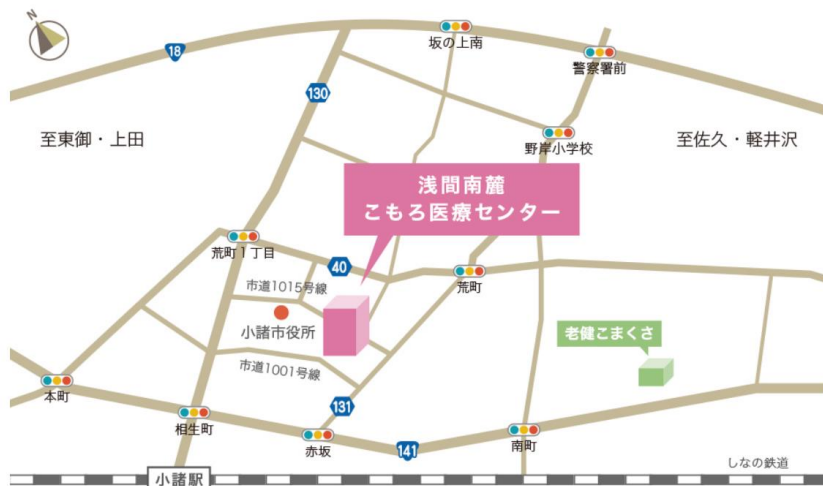 N
18
坂の上南
警察署前
130
至東御・上田
野岸小学校
至佐久・軽井沢
浅間南麓
こもろ医療センター
荒町1丁目
40
荒町
市道1015号線
小諸市役所
老健こまくさ
市道1001号線
本町
131
相生町
赤坂
141
南町
しなの鉄道
小諸駅